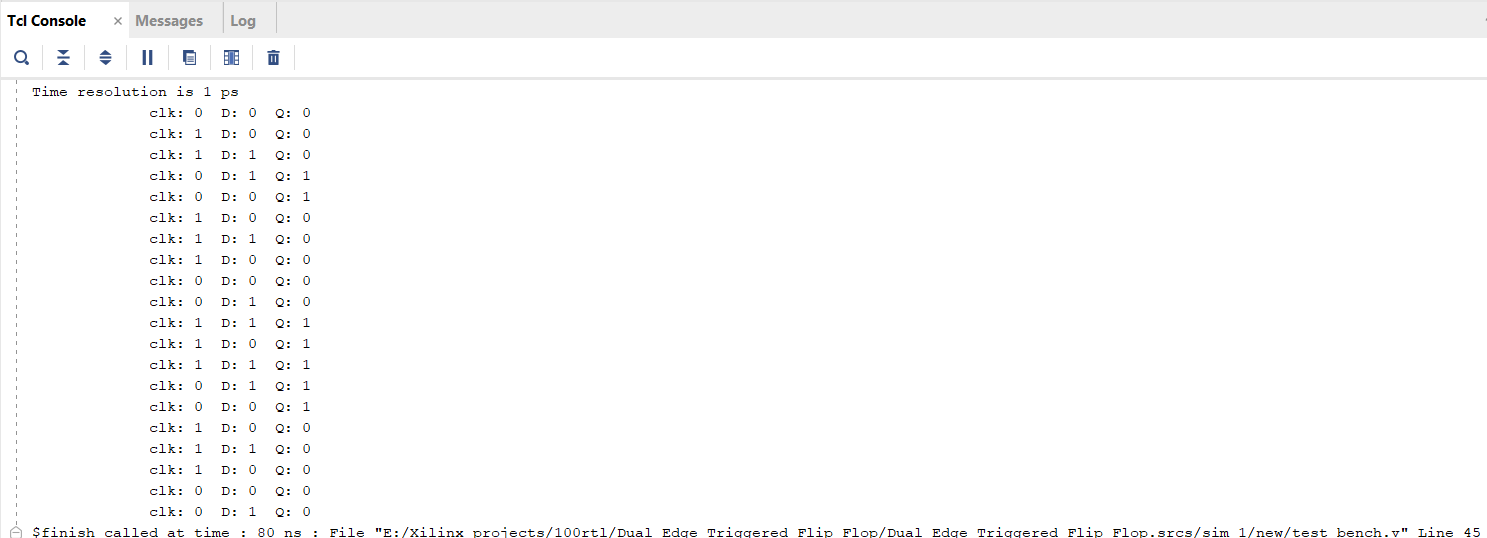 Tcl Console × Messages Log
Time resolution is 1 ps
clk: 0 D: 0 Q: 0
clk: 1 D: 0 Q: 0
clk: 1 D: 1 Q: 0
clk: 0 D: 1 Q: 1
clk: 0 D: 0 Q: 1
clk: 1 D: 0 Q: 0
clk: 1 D: 1 Q: 0
clk: 1 D: 0 Q: 0
clk: 0 D: 0 Q: 0
clk: 0 D: 1 Q: 0
clk: 1 D: 1 Q: 1
clk: 1 D: 0 Q: 1
clk: 1 D: 1 Q: 1
clk: 0 D: 1 Q: 1
clk: 0 D: 0 Q: 1
clk: 1 D: 0 Q: 0
clk: 1 D: 1 Q: 0
clk: 1 D: 0 Q: 0
clk: 0 D: 0 Q: 0
clk: 0 D: 1 Q: 0
$finish called at time : 80 ns : File "E:/Xilinx projects/100rtl/Dual Edge Triggered Flip Flop/Dual Edge Triggered Flip Flop.srcs/sim 1/new/test bench.v" Line 45